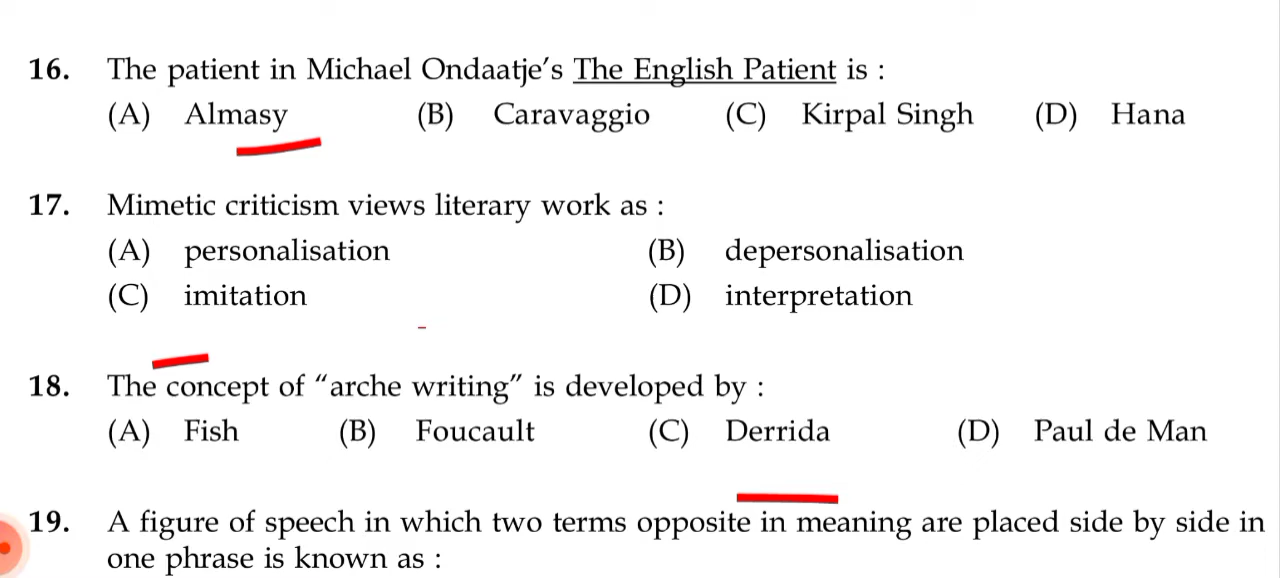 16. The patient in Michael Ondaatje’s The English Patient is :
(A) Almasy (B) Caravaggio (C) Kirpal Singh (D) Hana
17. Mimetic criticism views literary work as :
(A) personalisation (B) depersonalisation
(C) imitation (D) interpretation
18. The concept of “arche writing” is developed by :
(A) Fish (B) Foucault (C) Derrida (D) Paul de Man
19. A figure of speech in which two terms opposite in meaning are placed side by side in
one phrase is known as :